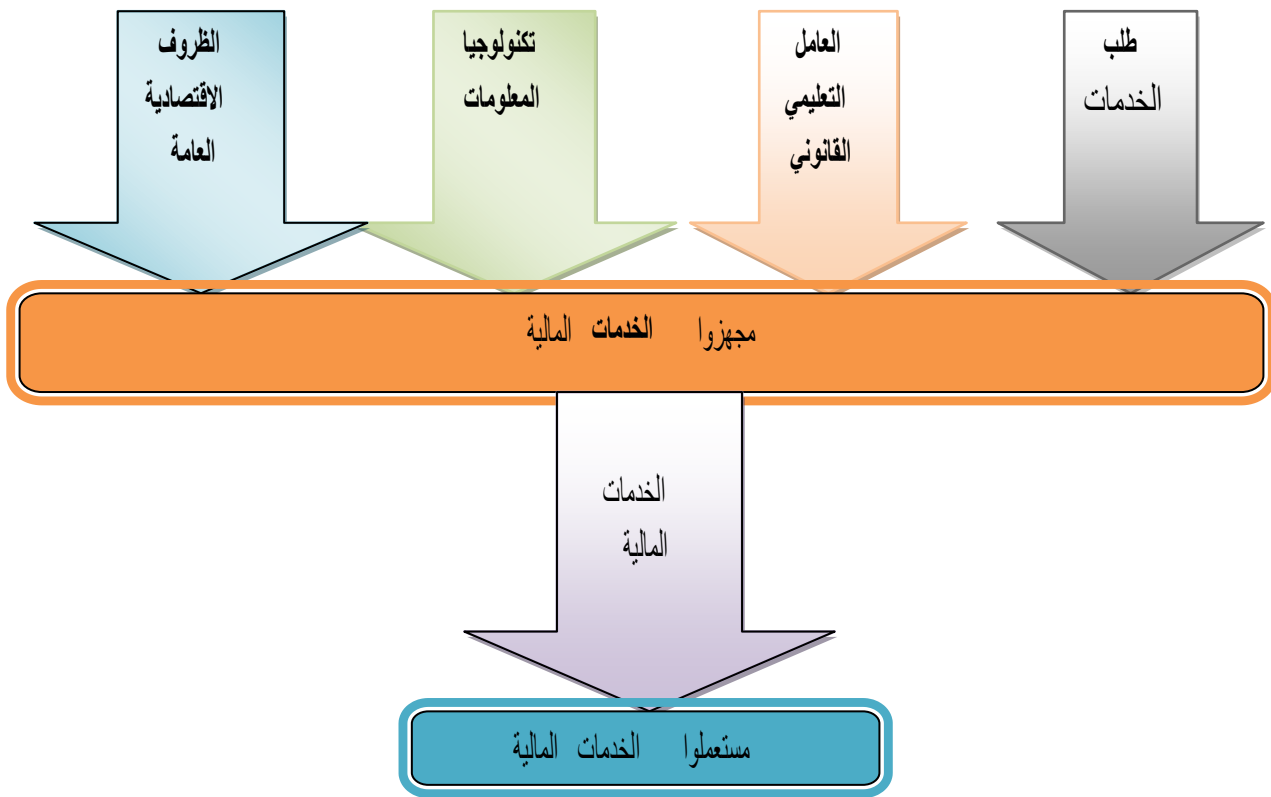 طلب
الخدمات
العامل
التعليمي
القانوني
تكنولوجيا
المعلومات
الظروف
الاقتصادية
العامة
مجهزوا الخدمات المالية
الخدمات
المالية
مستعملوا الخدمات المالية